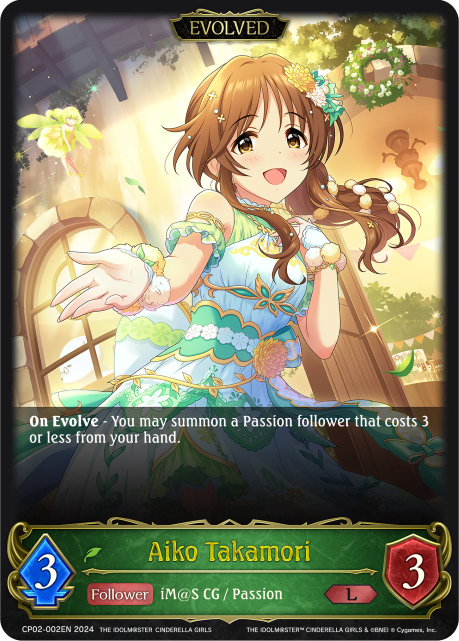 EVOLVED
On Evolve - You may summon a Passion follower that costs 3
or less from your hand.
Aiko Takamori
3
Follower iM@S CG / Passion L
3
CP02-002EN 2024 THE IDOLM@STER CINDERELLA GIRLS THE IDOLM@STER™ CINDERELLA GIRLS & ©BNEI © Cygames, Inc.